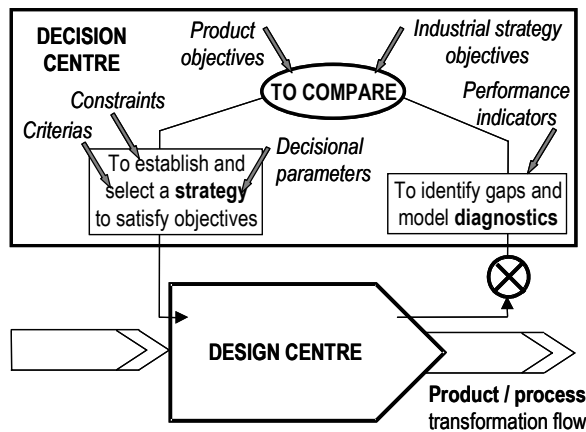 DECISION
CENTRE
Product
objectives
Industrial strategy
objectives
TO COMPARE
Constraints
Criterias
Performance
indicators
Decisional
parameters
To establish and
select a strategy
to satisfy objectives
To identify gaps and
model diagnostics
DESIGN CENTRE
Product / process
transformation flow